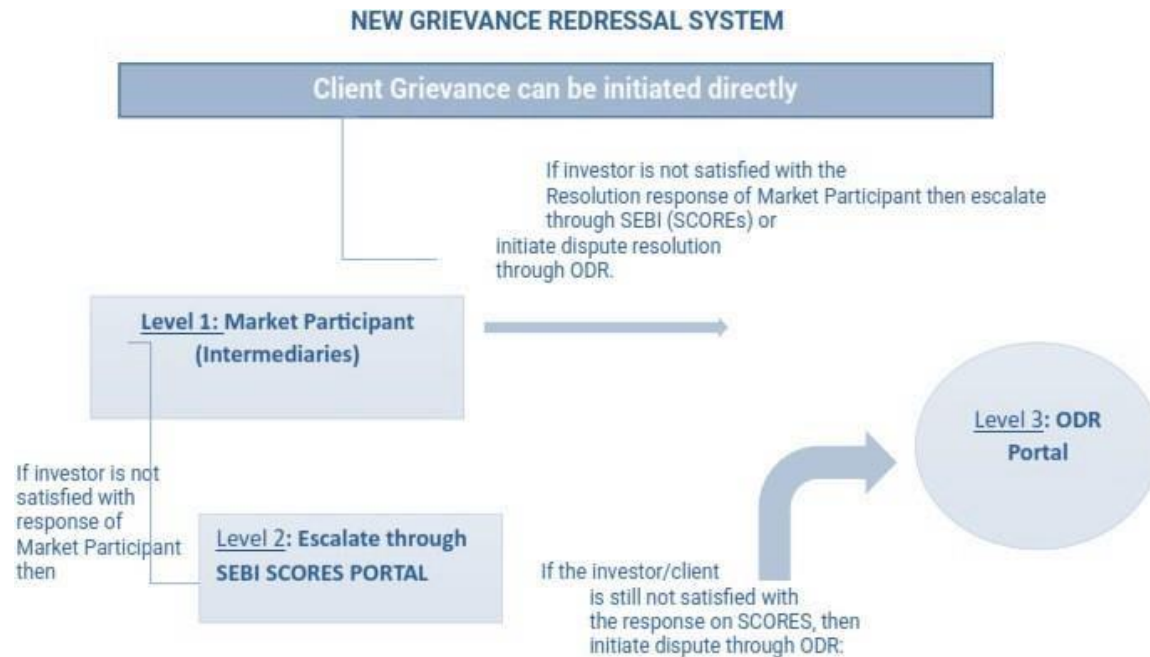 NEW GRIEVANCE REDRESSAL SYSTEM
Client Grievance can be initiated directly
If investor is not satisfied with the
Resolution response of Market Participant then escalate
through SEBI (SCOREs) or
initiate dispute resolution
through ODR.
Level 1: Market Participant
(Intermediaries)
Level 3: ODR
Portal
If investor is not
satisfied with
response of
Market Participant
then
Level 2: Escalate through
SEBI SCORES PORTAL
If the investor/client
is still not satisfied with
the response on SCORES, then
initiate dispute through ODR: